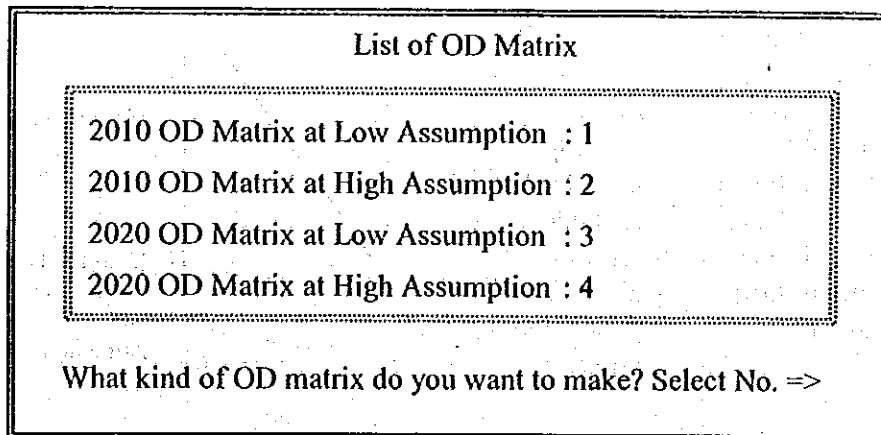 List of OD Matrix
2010 OD Matrix at Low Assumption : 1
2010 OD Matrix at High Assumption : 2
2020 OD Matrix at Low Assumption : 3
2020 OD Matrix at High Assumption : 4
What kind of OD matrix do you want to make? Select No. =>